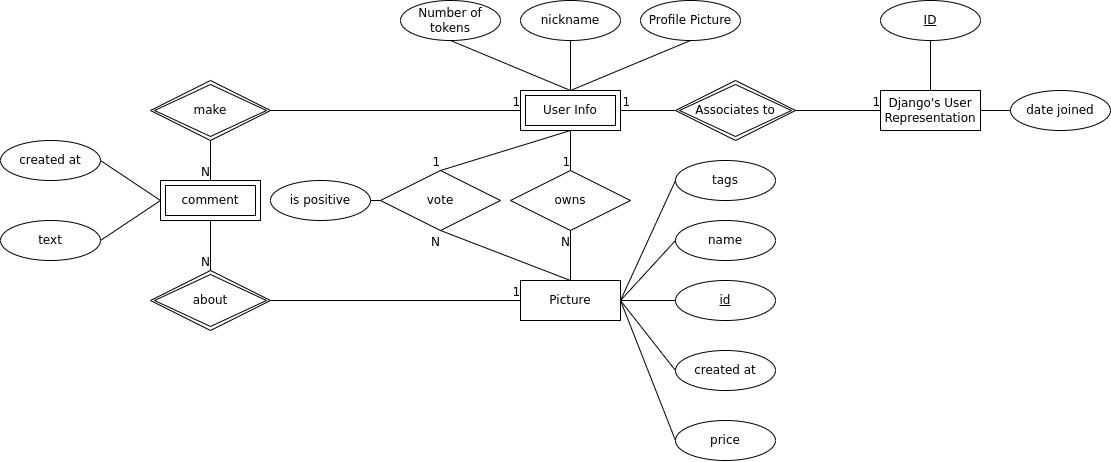 Number of
tokens
nickname
Profile Picture
ID
make
1
User Info
1
Associates to
1
Django's User
Representation
date joined
created at
N
1
1
tags
comment
is positive
vote
owns
text
name
N
N
N
about
1
Picture
id
created at
price